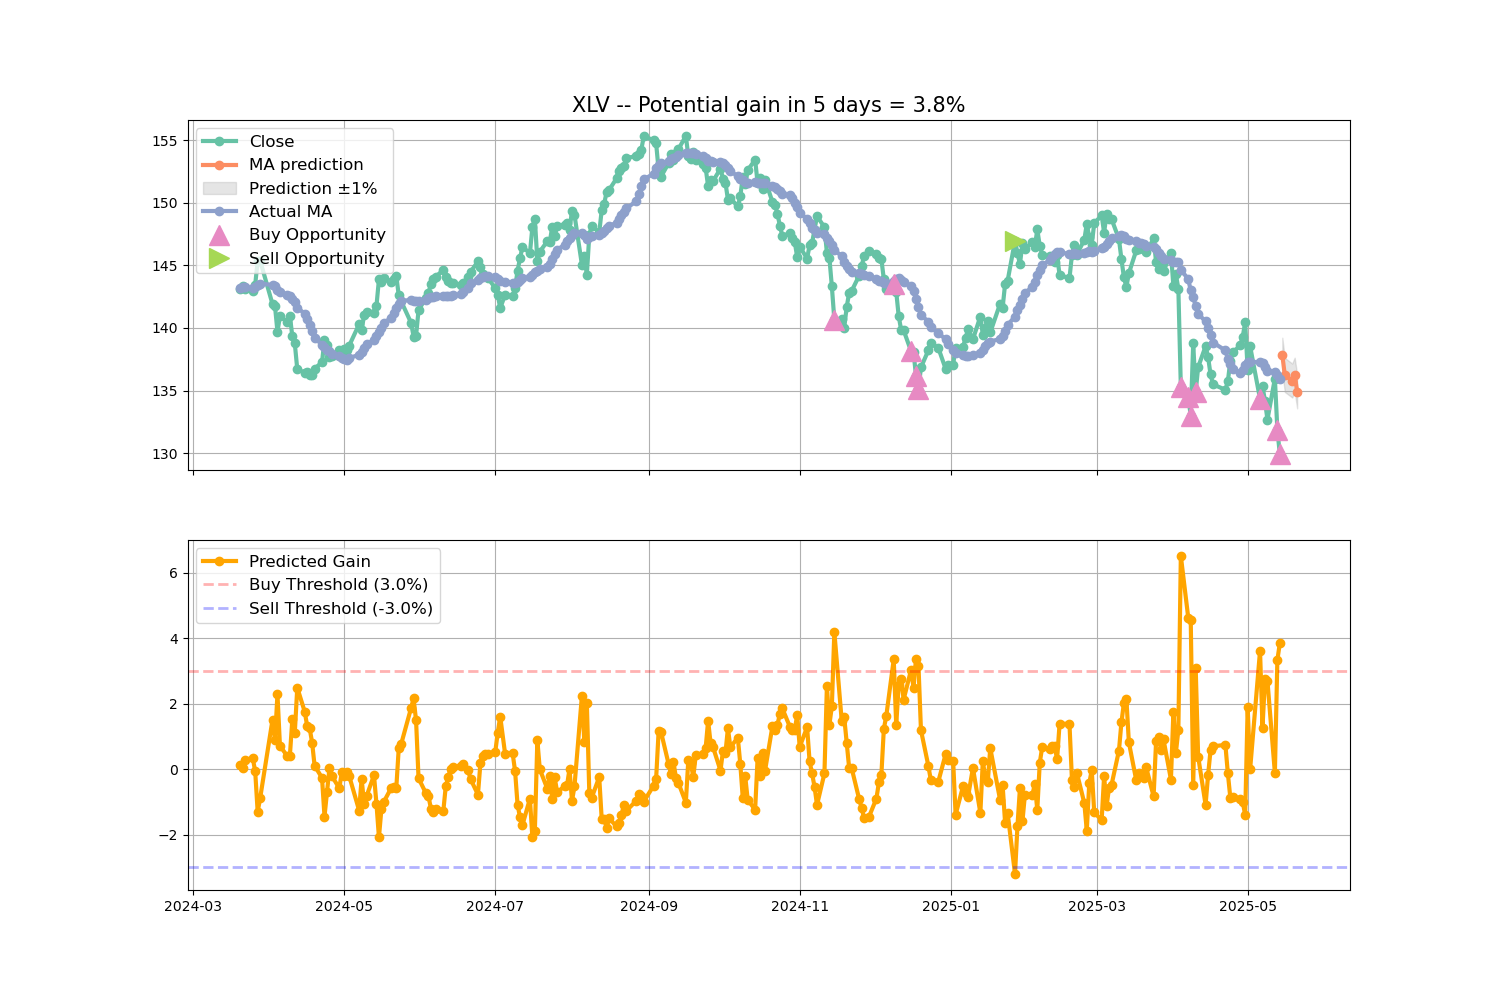 XLV -- Potential gain in 5 days = 3.8%
155
150
145
140
135
130
Close
MA prediction
Prediction ±1%
Actual MA
Buy Opportunity
Sell Opportunity
6
4
2
0
−2
Predicted Gain
Buy Threshold (3.0%)
Sell Threshold (-3.0%)
2024-03 2024-05 2024-07 2024-09 2024-11 2025-01 2025-03 2025-05